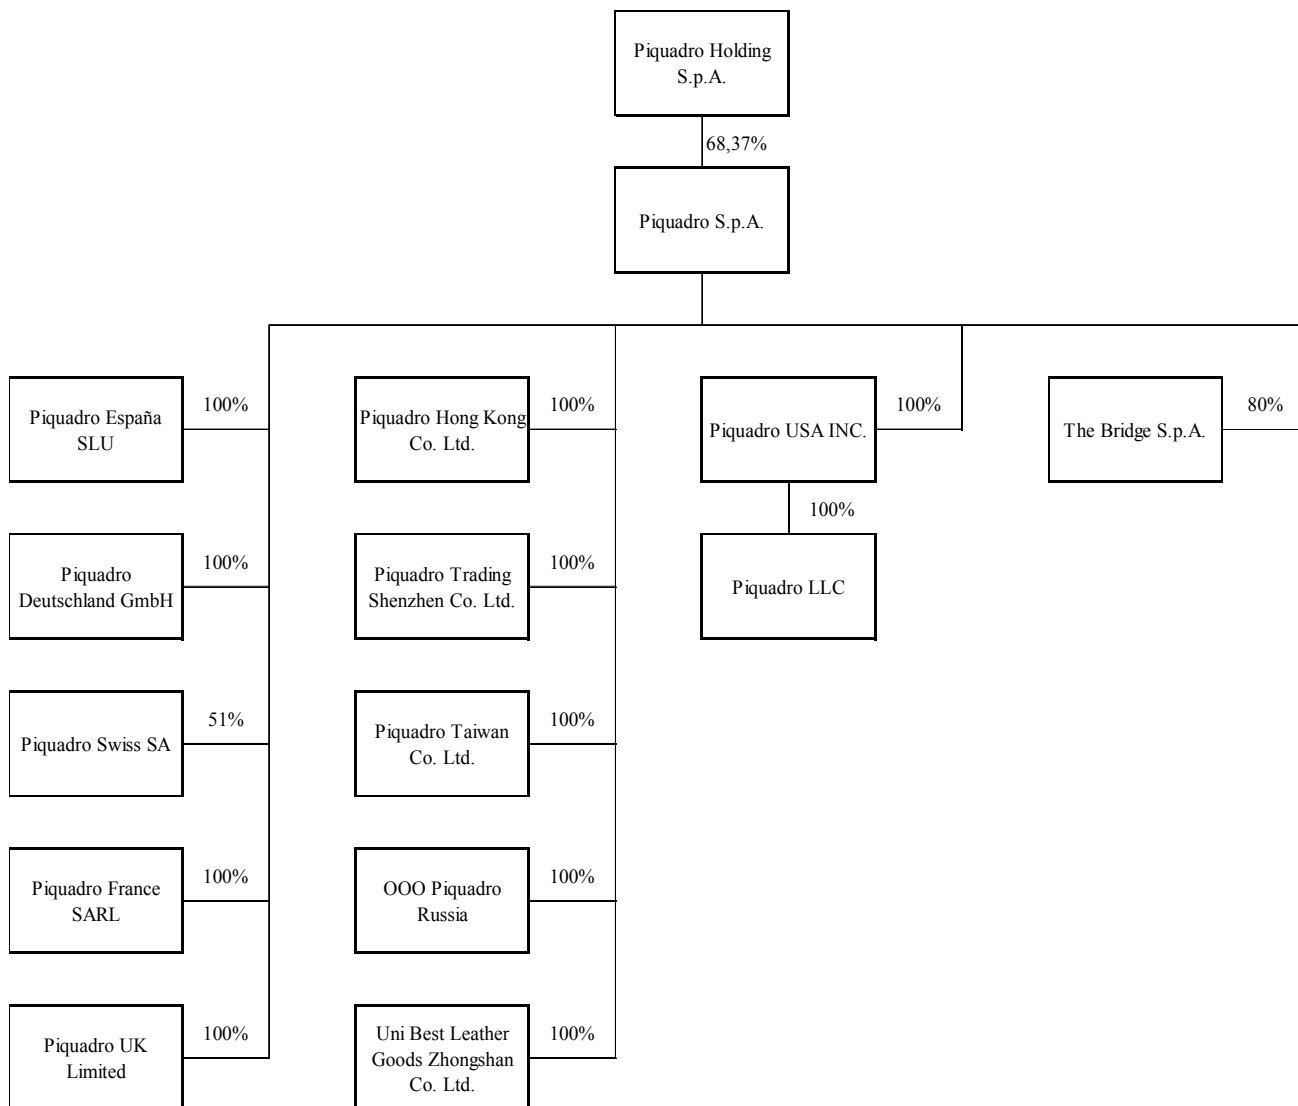 Piquadro Holding
S.p.A.
68,37%
Piquadro S.p.A.
100%
100%
100%
80%
Piquadro España
SLU
Piquadro Hong Kong
Co. Ltd.
Piquadro USA INC.
The Bridge S.p.A.
100%
100%
100%
Piquadro
Deutschland GmbH
Piquadro Trading
Shenzhen Co. Ltd.
Piquadro LLC
51%
100%
Piquadro Swiss SA
Piquadro Taiwan
Co. Ltd.
100%
100%
Piquadro France
SARL
OOO Piquadro
Russia
100%
100%
Piquadro UK
Limited
Uni Best Leather
Goods Zhongshan
Co. Ltd.